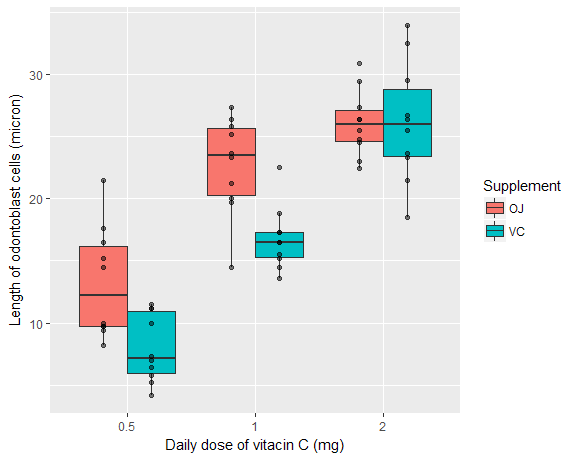 Length of odontoblast cells (micron)
30
20
10
0.5 1 2
Daily dose of vitacin C (mg)
Supplement
OJ
VC